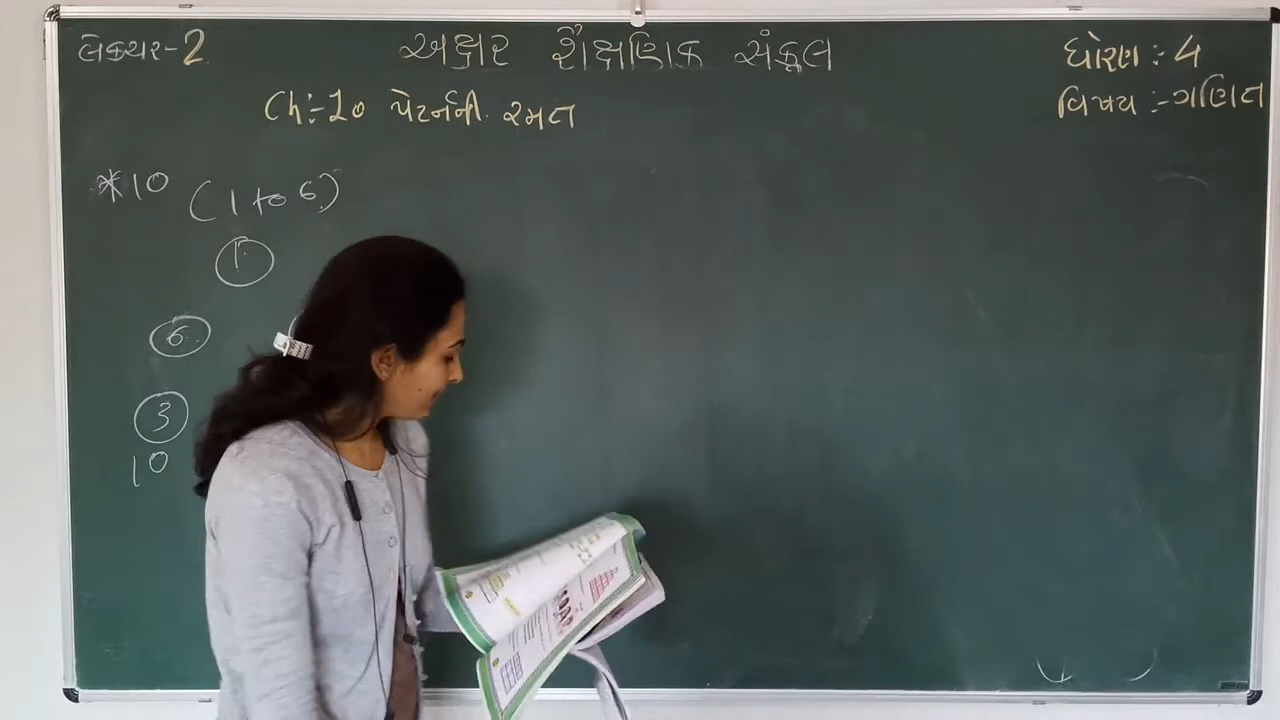 લેક્ચર-2
અક્ષર શૈક્ષણિક સંકૂલ
ધોરણ :- 4
વિષય :- ગણિત
Ch:-10 પેટર્નની રમત
*10 (1 to 6)
1
6
3
10